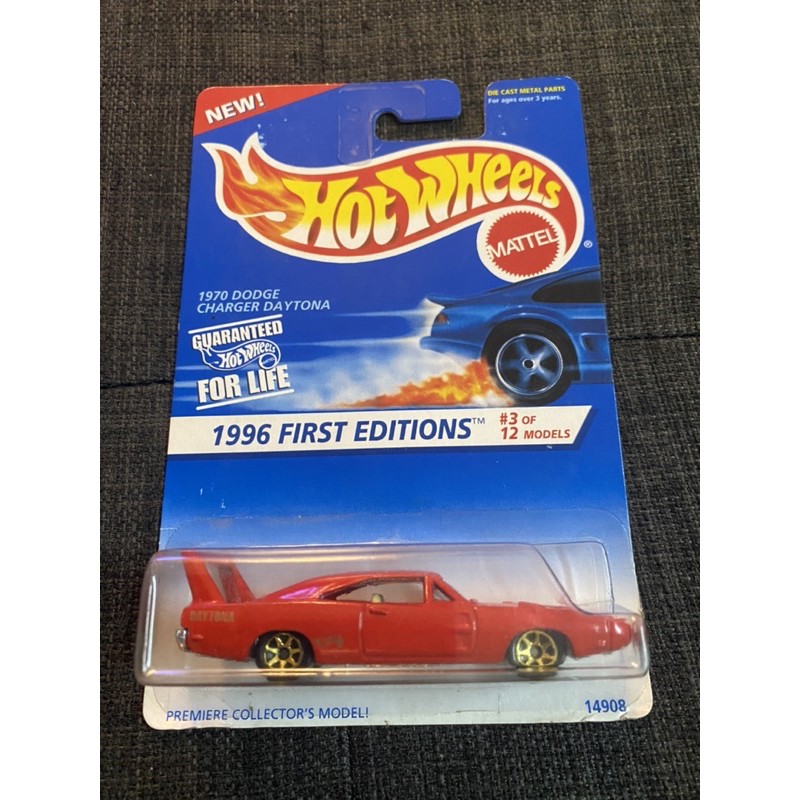 NEW!
DIE CAST METAL PARTS
For ages over 3 years.
HOT WHEELS
MATTEL
®
1970 DODGE
CHARGER DAYTONA
GUARANTEED
HOT WHEELS
FOR LIFE
1996 FIRST EDITIONS™
#3 OF
12 MODELS
DAYTONA
PREMIERE COLLECTOR'S MODEL!
14908